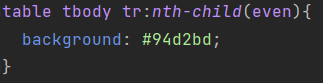 table tbody tr:nth-child(even){
  background: #94d2bd;
}